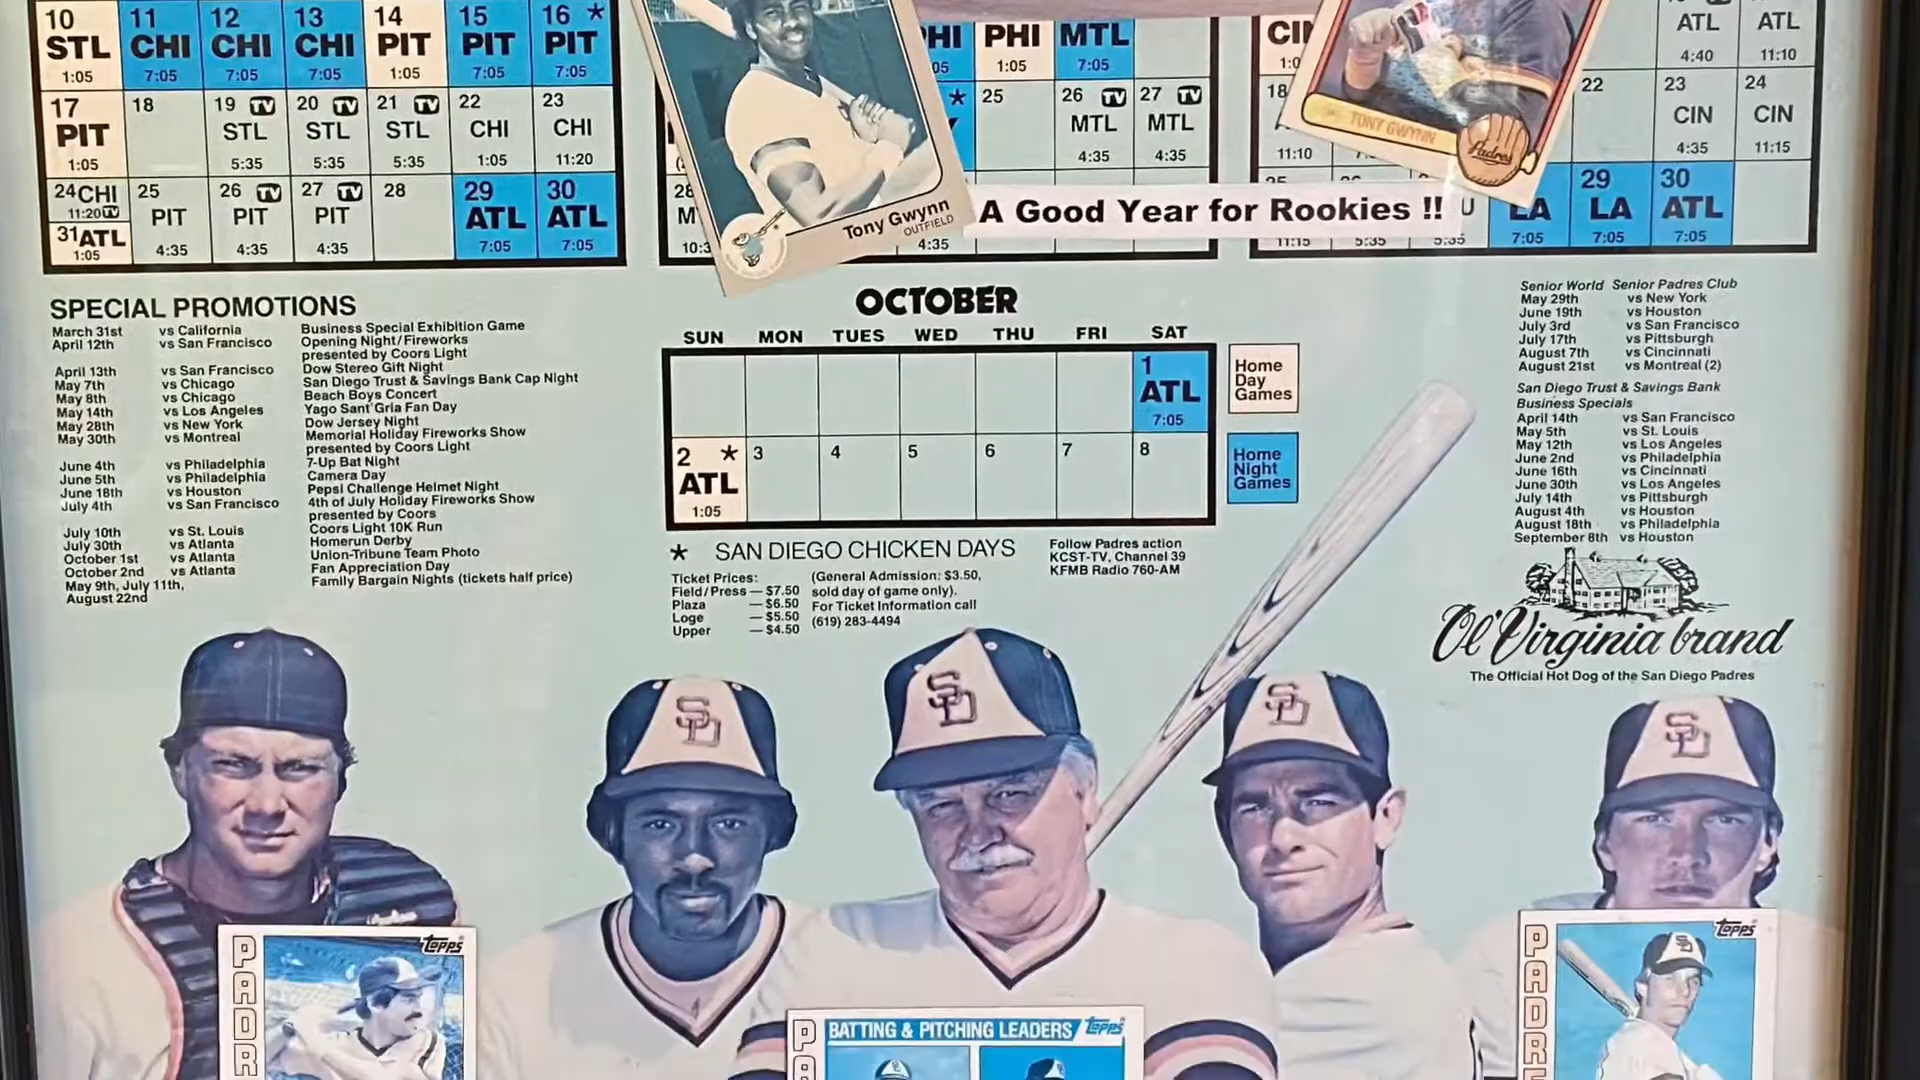 10 11 12 13 14 15 16 *
STL CHI CHI CHI PIT PIT PIT
1:05 7:05 7:05 7:05 1:05 7:05 7:05
17 18 19 TV 20 TV 21 TV 22 23
PIT STL STL STL CHI CHI
1:05 5:35 5:35 5:35 1:05 11:20
24 CHI 25 26 TV 27 TV 28 29 30
11:20 TV PIT PIT PIT ATL ATL
31 ATL 4:35 4:35 4:35 7:05 7:05
1:05
PHI MTL
1:05 7:05
* 25 26 TV 27 TV
MTL MTL
4:35 4:35
28
4:35
Tony Gwynn
OUTFIELD
A Good Year for Rookies !!
ATL ATL
4:40 11:10
18 22 23 24
CIN CIN
11:10 4:35 11:15
29 30
LA LA ATL
11:15 5:35 5:35 7:05 7:05 7:05
TONY GWYNN
Padres
SPECIAL PROMOTIONS
March 31st vs California Business Special Exhibition Game
April 12th vs San Francisco Opening Night/Fireworks
presented by Coors Light
April 13th vs San Francisco Dow Stereo Gift Night
May 7th vs Chicago San Diego Trust & Savings Bank Cap Night
May 8th vs Chicago Beach Boys Concert
May 14th vs Los Angeles Yago Sant'Gria Fan Day
May 28th vs New York Dow Jersey Night
May 30th vs Montreal Memorial Holiday Fireworks Show
presented by Coors Light
June 4th vs Philadelphia 7-Up Bat Night
June 5th vs Philadelphia Camera Day
June 18th vs Houston Pepsi Challenge Helmet Night
July 4th vs San Francisco 4th of July Holiday Fireworks Show
presented by Coors
July 10th vs St. Louis Coors Light 10K Run
July 30th vs Atlanta Homerun Derby
October 1st vs Atlanta Union-Tribune Team Photo
October 2nd vs Atlanta Fan Appreciation Day
May 9th, July 11th, Family Bargain Nights (tickets half price)
August 22nd
OCTOBER
SUN MON TUES WED THU FRI SAT
1
ATL
7:05
2 * 3 4 5 6 7 8
ATL
1:05
Home
Day
Games
Home
Night
Games
* SAN DIEGO CHICKEN DAYS
Ticket Prices:
Field/Press — $7.50
Plaza — $6.50
Loge — $5.50
Upper — $4.50
(General Admission: $3.50,
sold day of game only).
For Ticket Information call
(619) 283-4494
Follow Padres action
KCST-TV, Channel 39
KFMB Radio 760-AM
Senior World Senior Padres Club
May 29th vs New York
June 19th vs Houston
July 3rd vs San Francisco
July 17th vs Pittsburgh
August 7th vs Cincinnati
August 21st vs Montreal (2)
San Diego Trust & Savings Bank
Business Specials
April 14th vs San Francisco
May 5th vs St. Louis
May 12th vs Los Angeles
June 2nd vs Philadelphia
June 16th vs Cincinnati
June 30th vs Los Angeles
July 14th vs Pittsburgh
August 4th vs Houston
August 18th vs Philadelphia
September 8th vs Houston
Ol' Virginia brand
The Official Hot Dog of the San Diego Padres
SD
SD
SD
SD
PADR
Topps
PA
BATTING & PITCHING LEADERS Topps
PADRE
Topps
SD